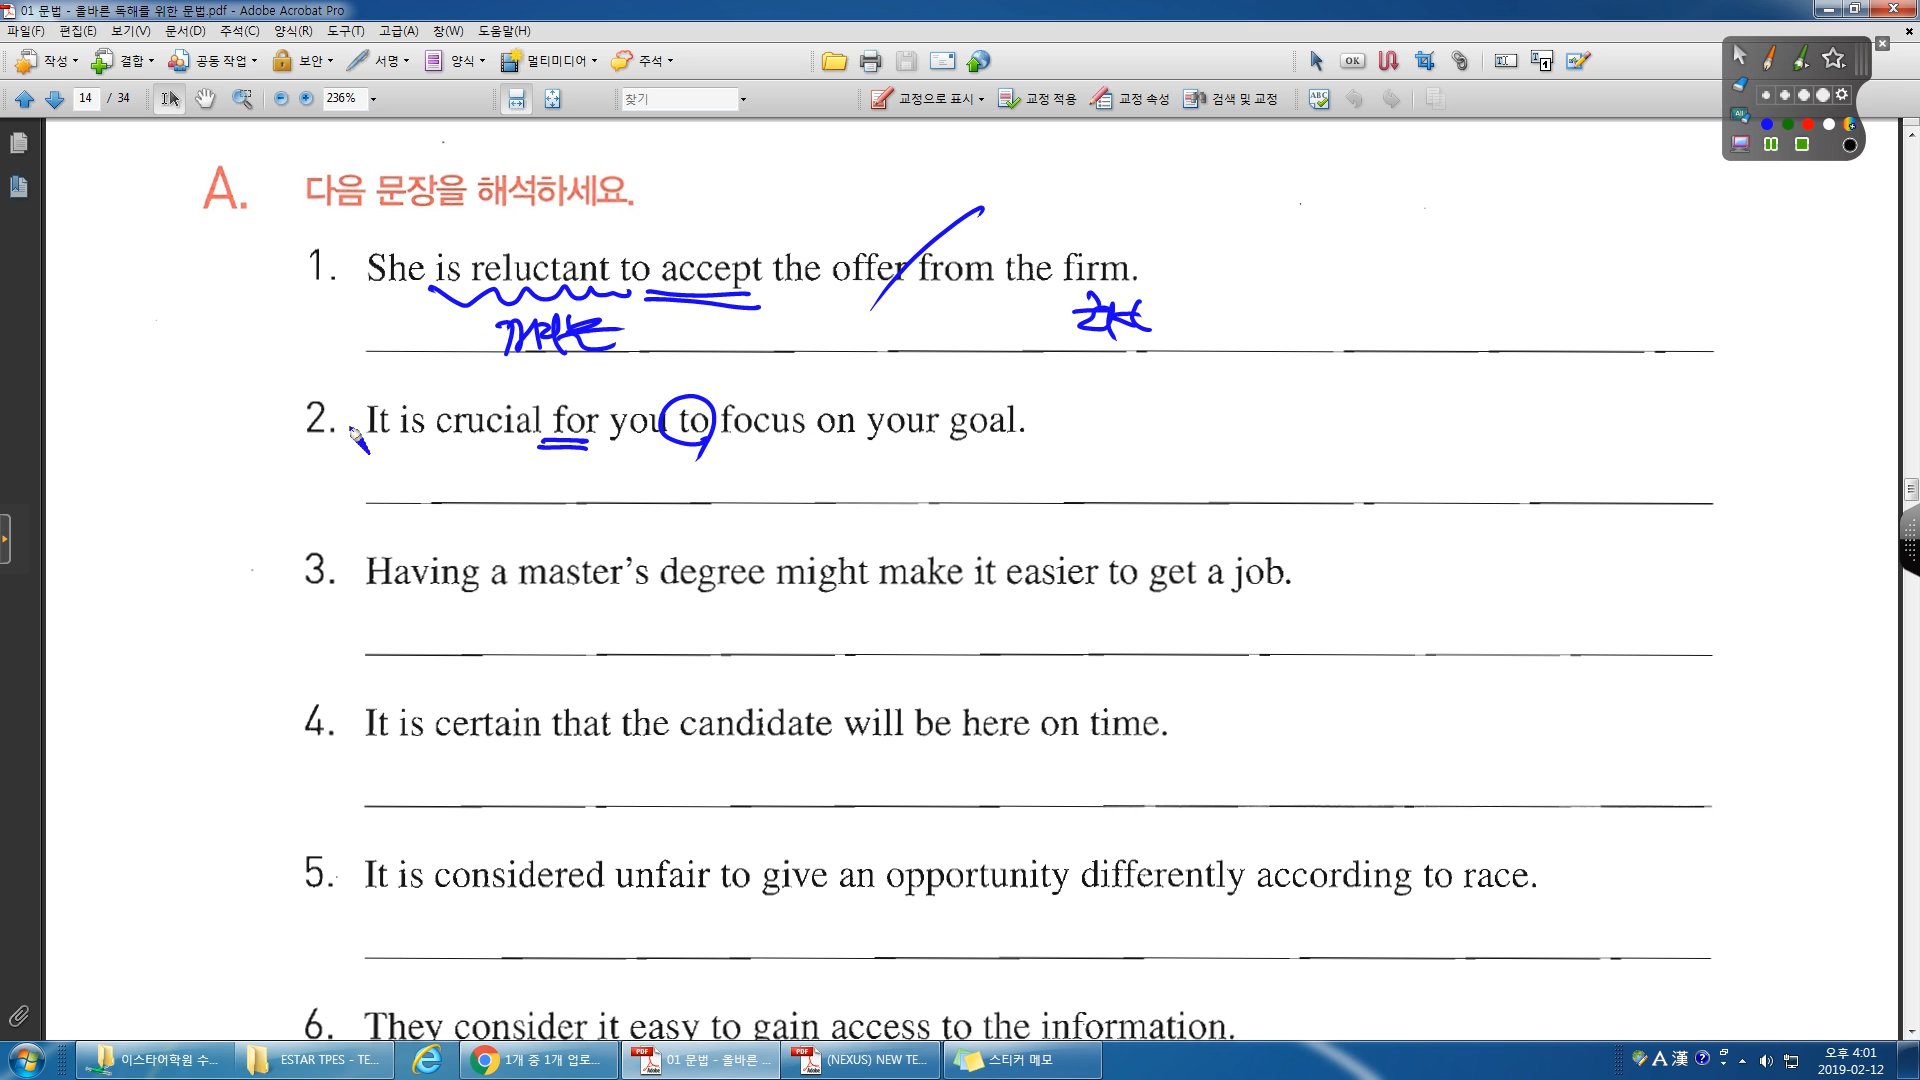 01 문법 - 올바른 독해를 위한 문법.pdf - Adobe Acrobat Pro
파일(F) 편집(E) 보기(V) 문서(D) 주석(C) 양식(R) 도구(T) 고급(A) 창(W) 도움말(H)
작성 결합 공동 작업 보안 서명 양식 멀티미디어 주석 OK
14 / 34 236% 찾기 교정으로 표시 교정 적용 교정 속성 검색 및 교정
A. 다음 문장을 해석하세요.
1. She is reluctant to accept the offer from the firm.
2. It is crucial for you to focus on your goal.
3. Having a master’s degree might make it easier to get a job.
4. It is certain that the candidate will be here on time.
5. It is considered unfair to give an opportunity differently according to race.
6. They consider it easy to gain access to the information.
이스타어학원 수... ESTAR TPES - TE... 1개 중 1개 업로... 01 문법 - 올바른 ... (NEXUS) NEW TE... 스티커 메모 A 漢 오후 4:01
2019-02-12